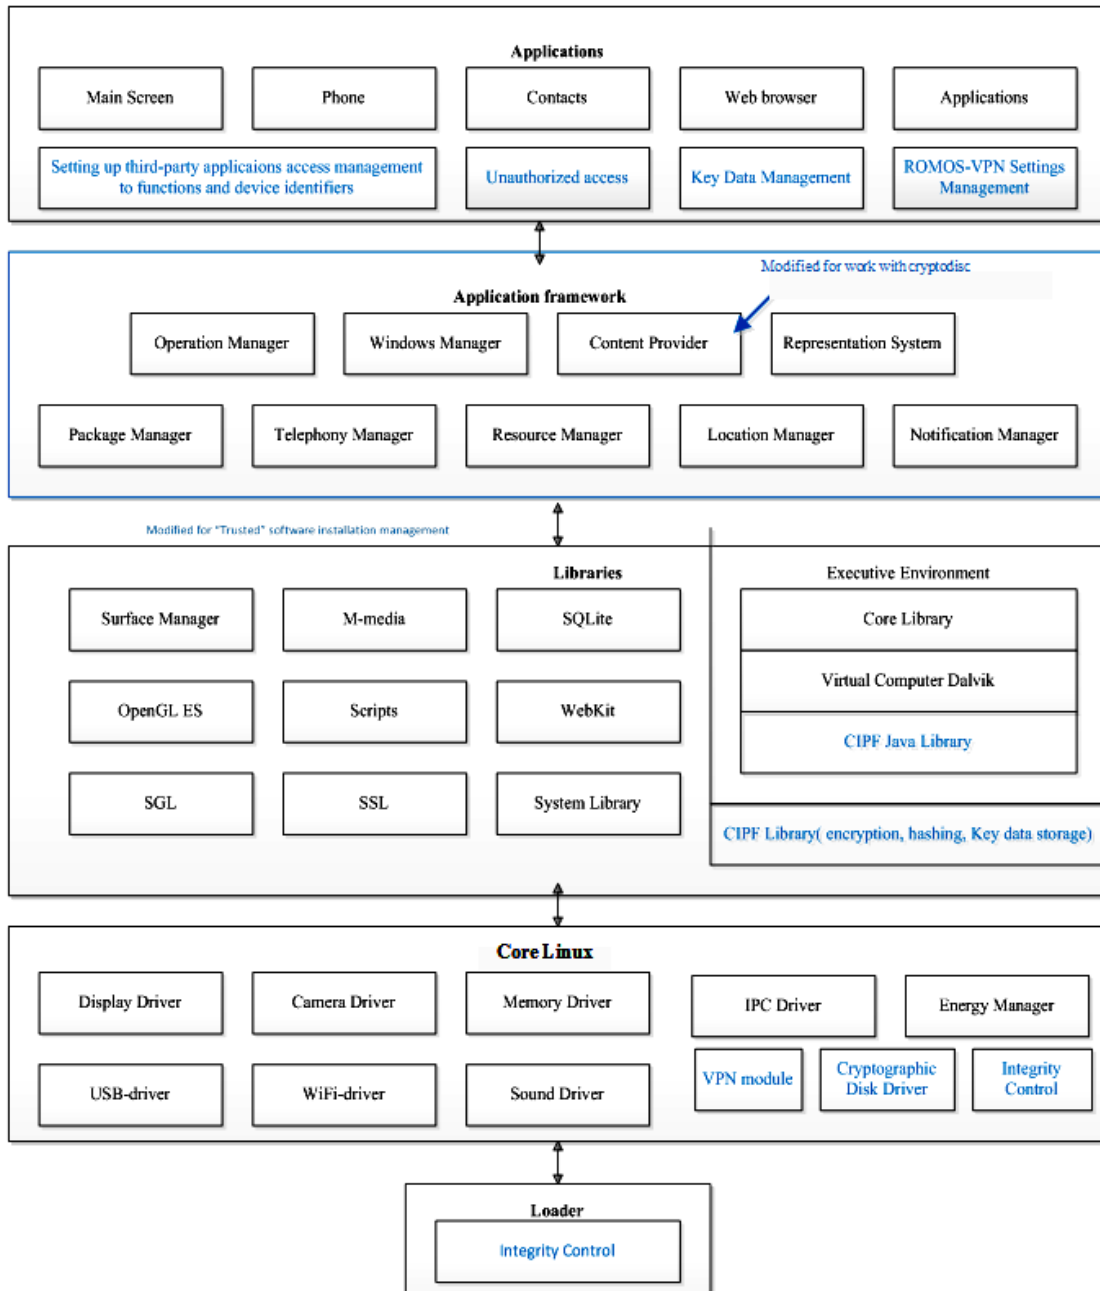 Applications
Main Screen
Phone
Contacts
Web browser
Applications
Setting up third-party applicaions access management
to functions and device identifiers
Unauthorized access
Key Data Management
ROMOS-VPN Settings
Management
Modified for work with cryptodisc
Application framework
Operation Manager
Windows Manager
Content Provider
Representation System
Package Manager
Telephony Manager
Resource Manager
Location Manager
Notification Manager
Modified for "Trusted" software installation management
Libraries
Executive Environment
Surface Manager
M-media
SQLite
Core Library
Virtual Computer Dalvik
OpenGL ES
Scripts
WebKit
CIPF Java Library
SGL
SSL
System Library
CIPF Library( encryption, hashing, Key data storage)
Core Linux
Display Driver
Camera Driver
Memory Driver
IPC Driver
Energy Manager
USB-driver
WiFi-driver
Sound Driver
VPN module
Cryptographic
Disk Driver
Integrity
Control
Loader
Integrity Control